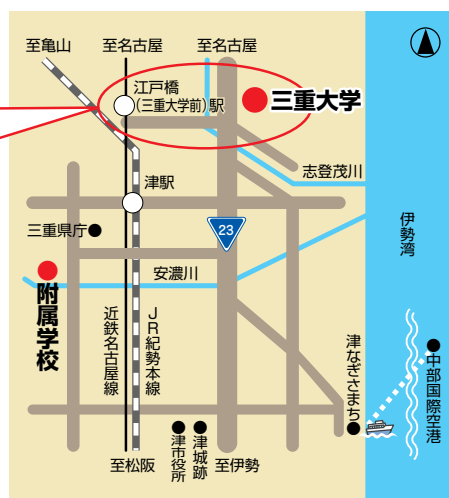 至亀山
至名古屋
至名古屋
江戸橋
(三重大学前)駅
三重大学
志登茂川
津駅
三重県庁
23
伊勢湾
安濃川
附属学校
近鉄名古屋線
JR紀勢本線
津なぎさまち
中部国際空港
津市役所
津城跡
至松阪
至伊勢